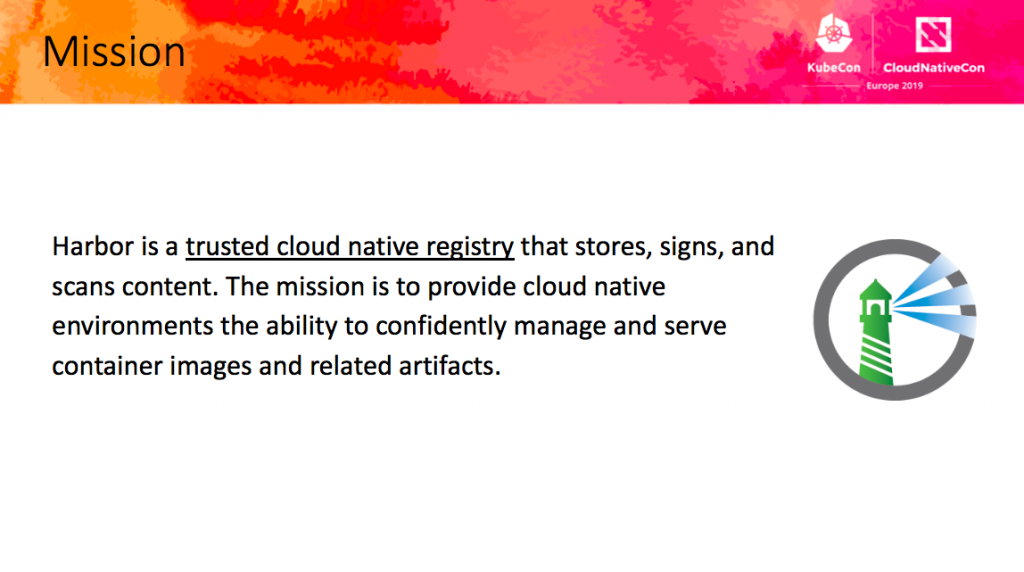 Mission
KubeCon
CloudNativeCon
Europe 2019
Harbor is a trusted cloud native registry that stores, signs, and
scans content. The mission is to provide cloud native
environments the ability to confidently manage and serve
container images and related artifacts.